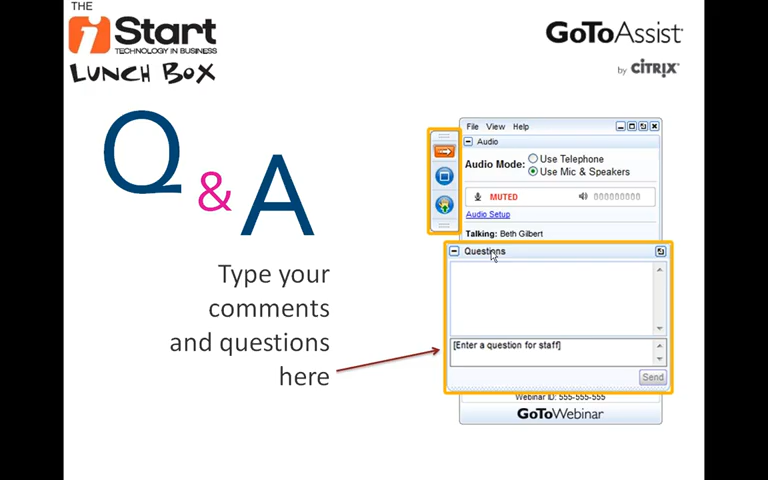 THE
iStart
TECHNOLOGY IN BUSINESS
LUNCH BOX
GoToAssist
by CITRIX
Q & A
Type your
comments
and questions
here
File View Help
Audio
Audio Mode: Use Telephone
Use Mic & Speakers
MUTED 000000000
Audio Setup
Talking: Beth Gilbert
Questions
[Enter a question for staff]
Send
Webinar ID: 555-555-555
GoToWebinar